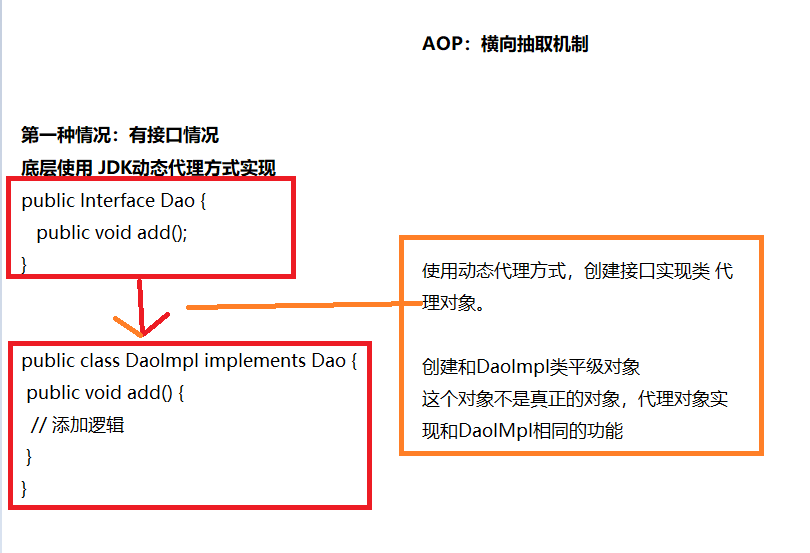 AOP：横向抽取机制
第一种情况：有接口情况
底层使用 JDK动态代理方式实现
public Interface Dao {
public void add();
}
使用动态代理方式，创建接口实现类 代
理对象。
创建和DaoImpl类平级对象
这个对象不是真正的对象，代理对象实
现和DaoIMpl相同的功能
public class DaoImpl implements Dao {
public void add() {
// 添加逻辑
}
}